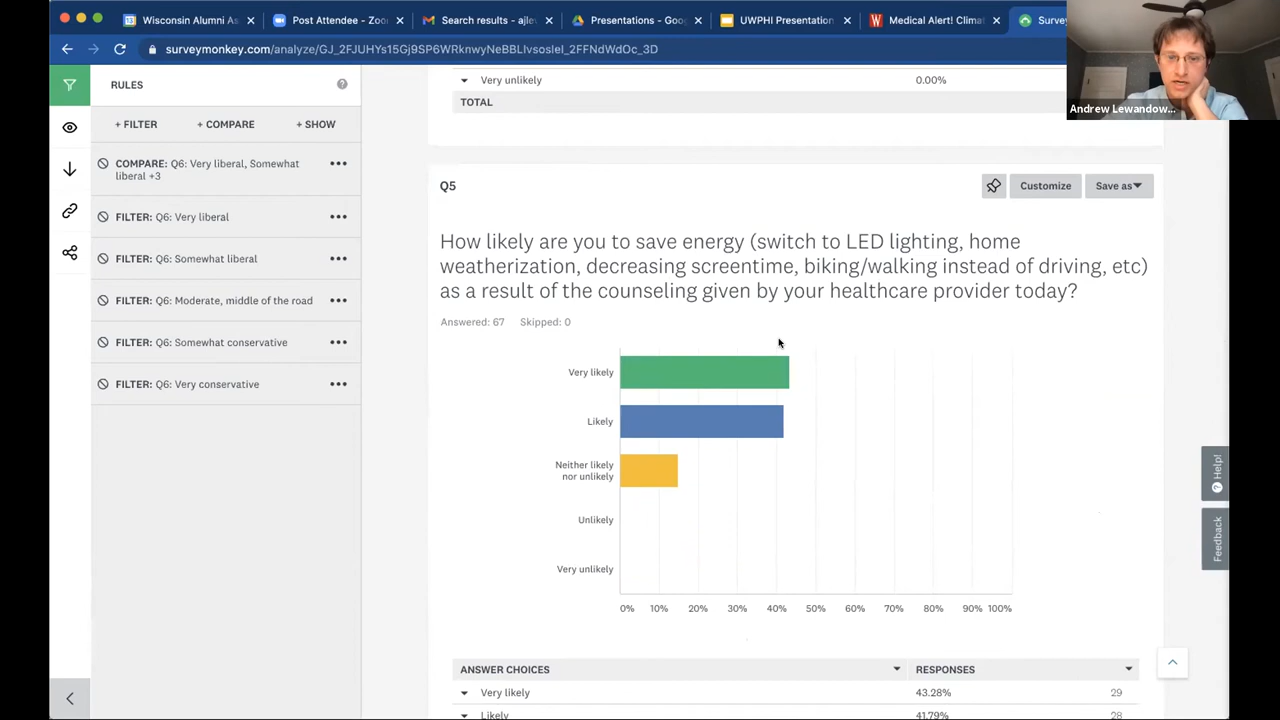 Wisconsin Alumni As
Post Attendee - Zoo
Search results - ajlev
Presentations - Goog
UWPHI Presentation
Medical Alert! Climat
Surve
surveymonkey.com/analyze/GJ_2FJUHYs15Gj9SP6WRknwyNeBBLIvsosleI_2FFNdWdOc_3D
Andrew Lewandow...
RULES
+ FILTER
+ COMPARE
+ SHOW
COMPARE: Q6: Very liberal, Somewhat
liberal +3
FILTER: Q6: Very liberal
FILTER: Q6: Somewhat liberal
FILTER: Q6: Moderate, middle of the road
FILTER: Q6: Somewhat conservative
FILTER: Q6: Very conservative
Very unlikely 0.00%
TOTAL
Q5
Customize
Save as
How likely are you to save energy (switch to LED lighting, home
weatherization, decreasing screentime, biking/walking instead of driving, etc)
as a result of the counseling given by your healthcare provider today?
Answered: 67 Skipped: 0
Very likely
Likely
Neither likely
nor unlikely
Unlikely
Very unlikely
0% 10% 20% 30% 40% 50% 60% 70% 80% 90% 100%
Help!
Feedback
ANSWER CHOICES RESPONSES
Very likely 43.28% 29
Likely 41.79% 28